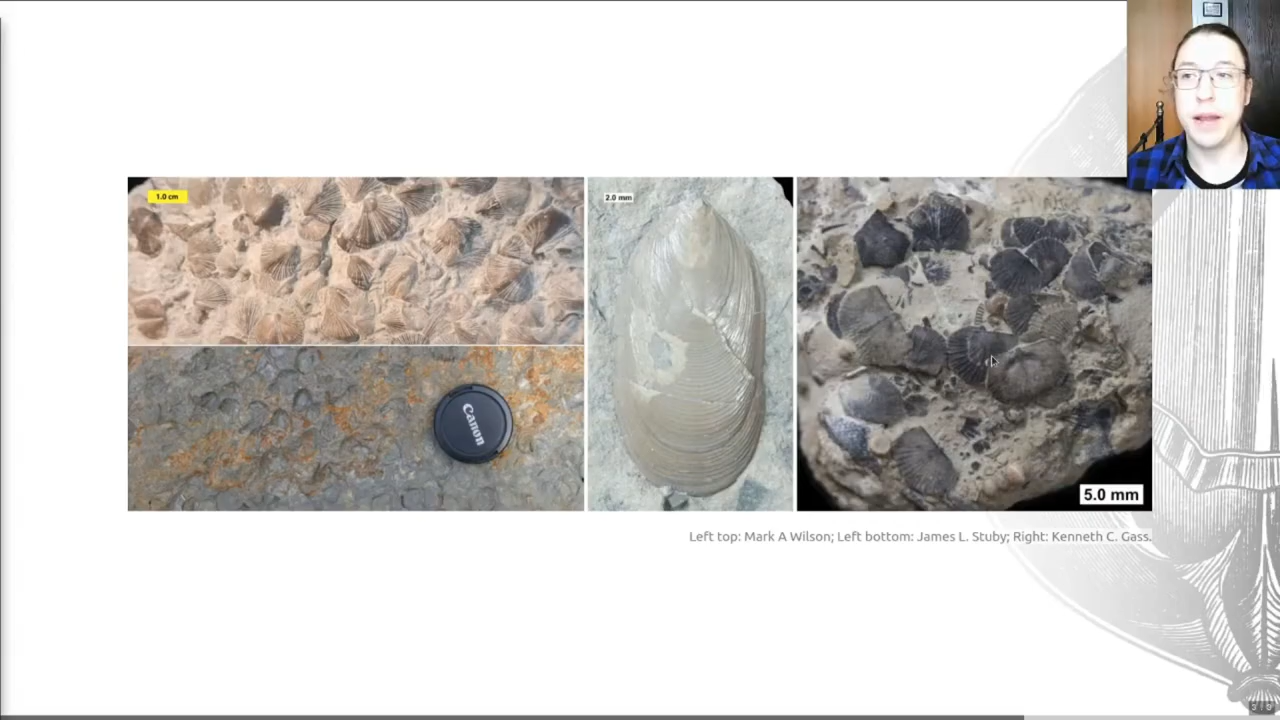 1.0 cm
2.0 mm
Canon
5.0 mm
Left top: Mark A Wilson; Left bottom: James L. Stuby; Right: Kenneth C. Gass.